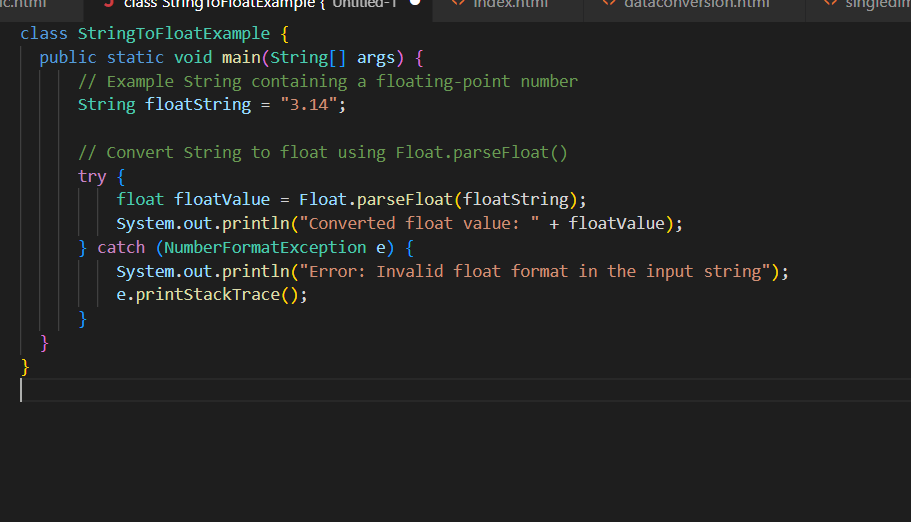 class StringToFloatExample { Untitled-1
index.html
dataconversion.html
class StringToFloatExample {
public static void main(String[] args) {
// Example String containing a floating-point number
String floatString = "3.14";
// Convert String to float using Float.parseFloat()
try {
float floatValue = Float.parseFloat(floatString);
System.out.println("Converted float value: " + floatValue);
} catch (NumberFormatException e) {
System.out.println("Error: Invalid float format in the input string");
e.printStackTrace();
}
}
}